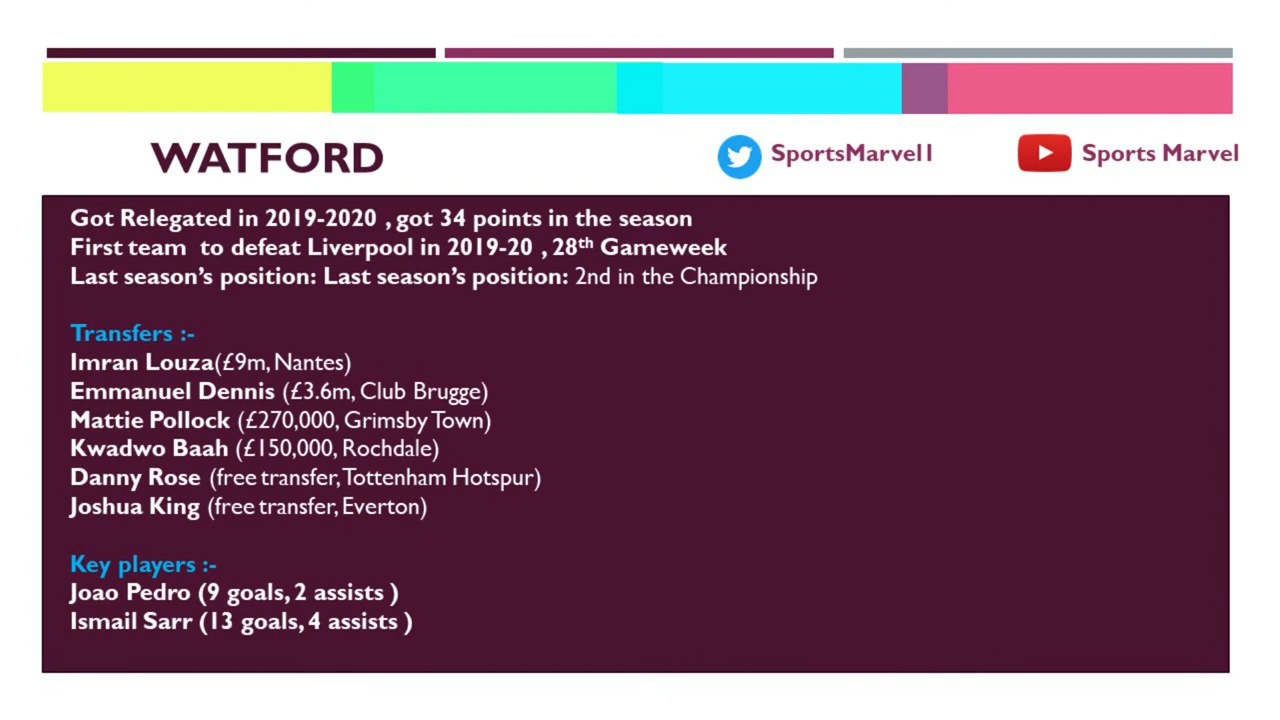 WATFORD
SportsMarvel1
Sports Marvel
Got Relegated in 2019-2020 , got 34 points in the season
First team to defeat Liverpool in 2019-20 , 28th Gameweek
Last season's position: Last season's position: 2nd in the Championship
Transfers :-
Imran Louza(£9m, Nantes)
Emmanuel Dennis (£3.6m, Club Brugge)
Mattie Pollock (£270,000, Grimsby Town)
Kwadwo Baah (£150,000, Rochdale)
Danny Rose (free transfer, Tottenham Hotspur)
Joshua King (free transfer, Everton)
Key players :-
Joao Pedro (9 goals, 2 assists )
Ismail Sarr (13 goals, 4 assists )